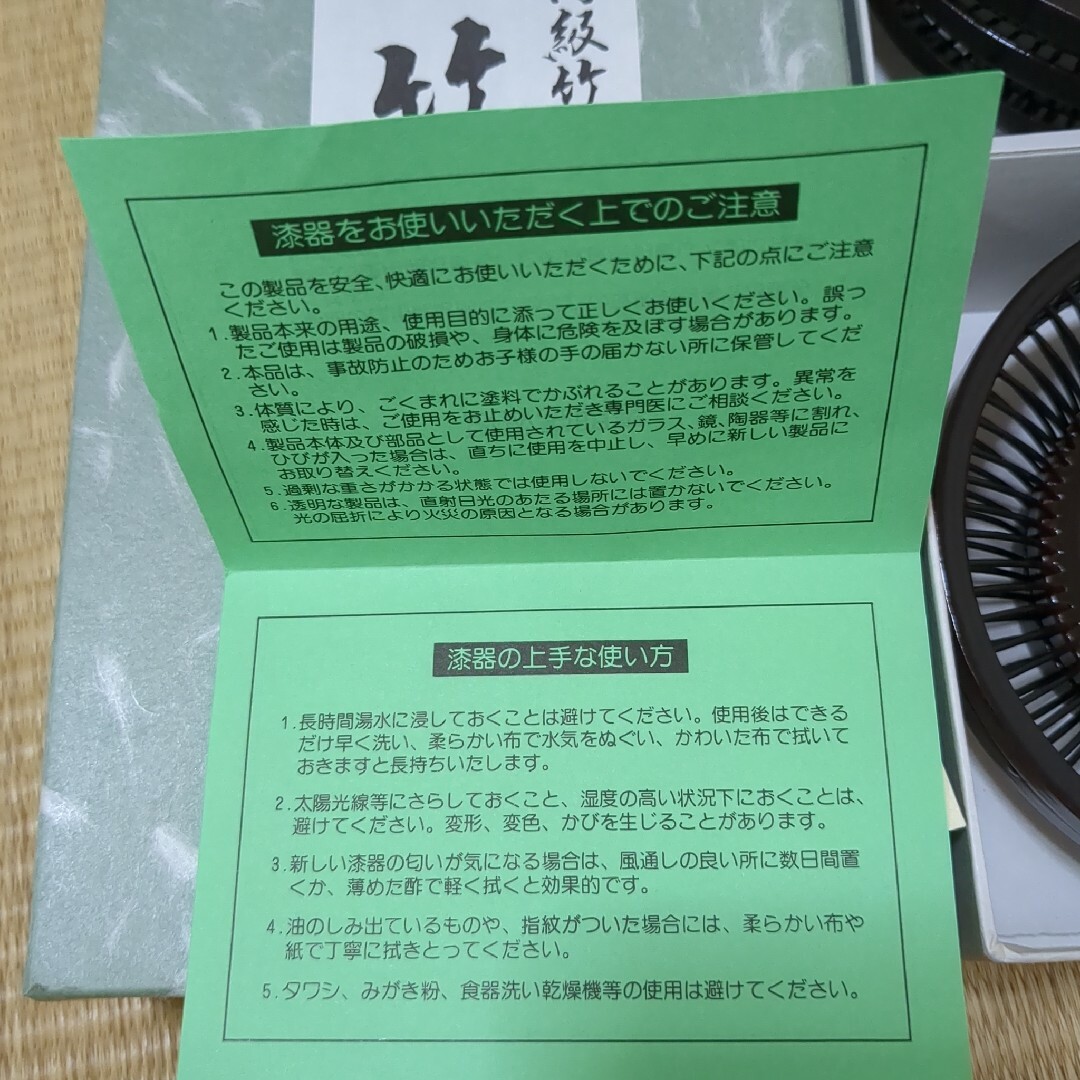 級竹
竹
漆器をお使いいただく上でのご注意
この製品を安全、快適にお使いいただくために、下記の点にご注意
ください。
1.製品本来の用途、使用目的に添って正しくお使いください。誤っ
たご使用は製品の破損や、身体に危険を及ぼす場合があります。
2.本品は、事故防止のためお子様の手の届かない所に保管してくだ
さい。
3.体質により、ごくまれに塗料でかぶれることがあります。異常を
感じた時は、ご使用をお止めいただき専門医にご相談ください。
4.製品本体及び部品として使用されているガラス、鏡、陶器等に割れ、
ひびが入った場合は、直ちに使用を中止し、早めに新しい製品に
お取り替えください。
5.過剰な重さがかかる状態では使用しないでください。
6.透明な製品は、直射日光のあたる場所には置かないでください。
光の屈折により火災の原因となる場合があります。
漆器の上手な使い方
1.長時間湯水に浸しておくことは避けてください。使用後はできる
だけ早く洗い、柔らかい布で水気をぬぐい、かわいた布で拭いて
おきますと長持ちいたします。
2.太陽光線等にさらしておくこと、湿度の高い状況下におくことは、
避けてください。変形、変色、かびを生じることがあります。
3.新しい漆器の匂いが気になる場合は、風通しの良い所に数日間置
くか、薄めた酢で軽く拭くと効果的です。
4.油のしみ出ているものや、指紋がついた場合には、柔らかい布や
紙で丁寧に拭きとってください。
5.タワシ、みがき粉、食器洗い乾燥機等の使用は避けてください。